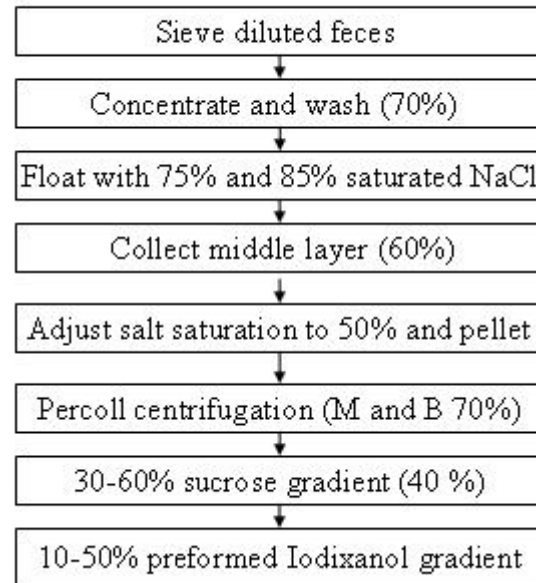 Sieve diluted feces
Concentrate and wash (70%)
Float with 75% and 85% saturated NaCl
Collect middle layer (60%)
Adjust salt saturation to 50% and pellet
Percoll centrifugation (M and B 70%)
30-60% sucrose gradient (40 %)
10-50% preformed Iodixanol gradient